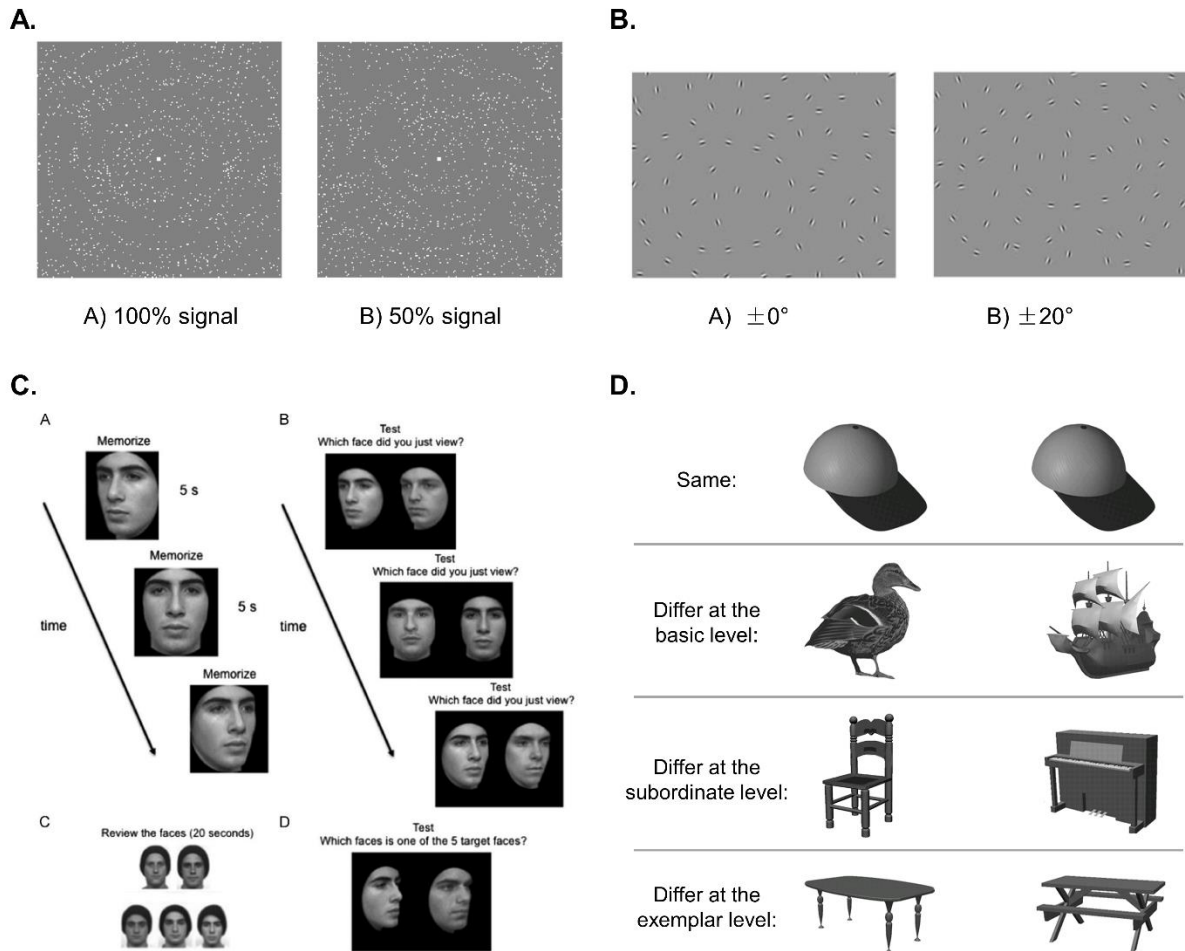 A.
A) 100% signal
B) 50% signal
B.
A) ±0°
B) ±20°
C.
A
Memorize
5 s
Memorize
5 s
time
Memorize
B
Test
Which face did you just view?
Test
Which face did you just view?
time
Test
Which face did you just view?
C
Review the faces (20 seconds)
D
Test
Which faces is one of the 5 target faces?
D.
Same:
Differ at the
basic level:
Differ at the
subordinate level:
Differ at the
exemplar level: